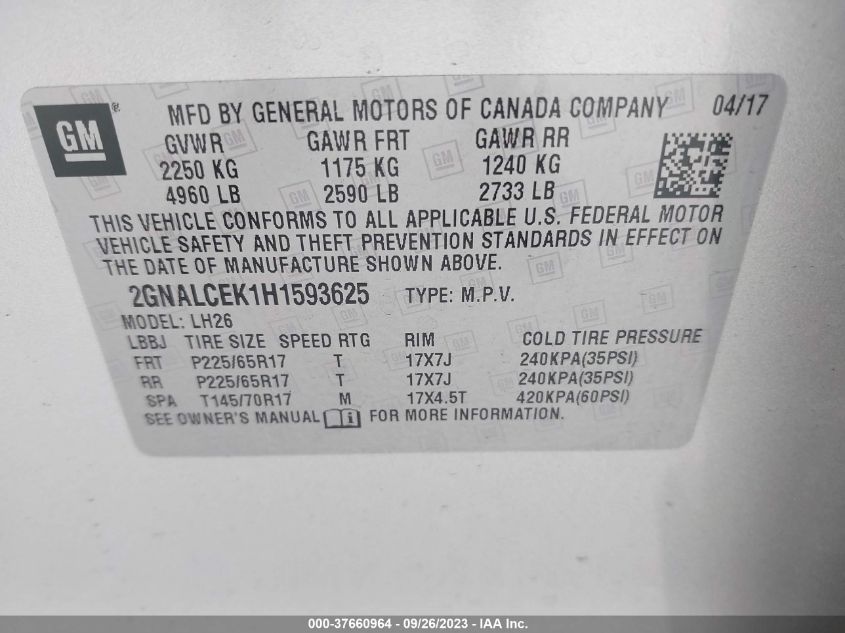 GM ® MFD BY GENERAL MOTORS OF CANADA COMPANY 04/17
GVWR GAWR FRT GAWR RR
2250 KG 1175 KG 1240 KG
4960 LB 2590 LB 2733 LB
THIS VEHICLE CONFORMS TO ALL APPLICABLE U.S. FEDERAL MOTOR
VEHICLE SAFETY AND THEFT PREVENTION STANDARDS IN EFFECT ON
THE DATE OF MANUFACTURE SHOWN ABOVE.
2GNALCEK1H1593625 TYPE: M.P.V.
MODEL: LH26
LBBJ TIRE SIZE SPEED RTG RIM COLD TIRE PRESSURE
FRT P225/65R17 T 17X7J 240KPA(35PSI)
RR P225/65R17 T 17X7J 240KPA(35PSI)
SPA T145/70R17 M 17X4.5T 420KPA(60PSI)
SEE OWNER'S MANUAL FOR MORE INFORMATION.
000-37660964 - 09/26/2023 - IAA Inc.